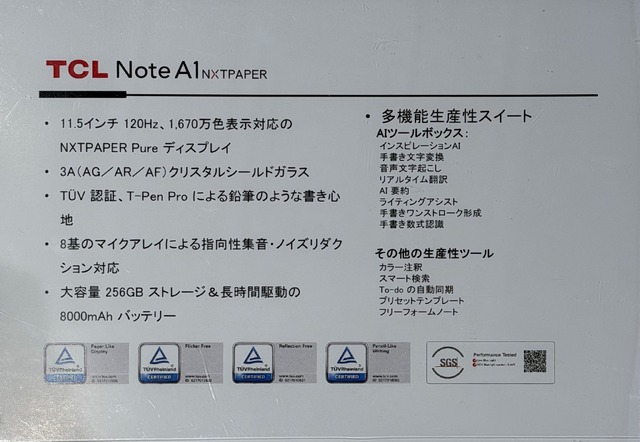 TCL Note A1 NXTPAPER
• 11.5インチ 120Hz、1,670万色表示対応の
NXTPAPER Pure ディスプレイ
• 3A(AG/AR/AF)クリスタルシールドガラス
• TÜV 認証、T-Pen Pro による鉛筆のような書き心
地
• 8基のマイクアレイによる指向性集音・ノイズリダク
ション対応
• 大容量 256GB ストレージ&長時間駆動の
8000mAh バッテリー
• 多機能生産性スイート
AIツールボックス:
インスピレーションAI
手書き文字変換
音声文字起こし
リアルタイム翻訳
AI 要約
ライティングアシスト
手書きワンストローク形成
手書き数式認識
その他の生産性ツール
カラー注釈
スマート検索
To-do の自動同期
プリセットテンプレート
フリーフォームノート
TÜVRheinland
CERTIFIED
Paper Like
Display
TÜVRheinland
CERTIFIED
Flicker Free
TÜVRheinland
CERTIFIED
Reflection Free
TÜVRheinland
CERTIFIED
Pencil-Like
Writing
SGS
Performance Tested